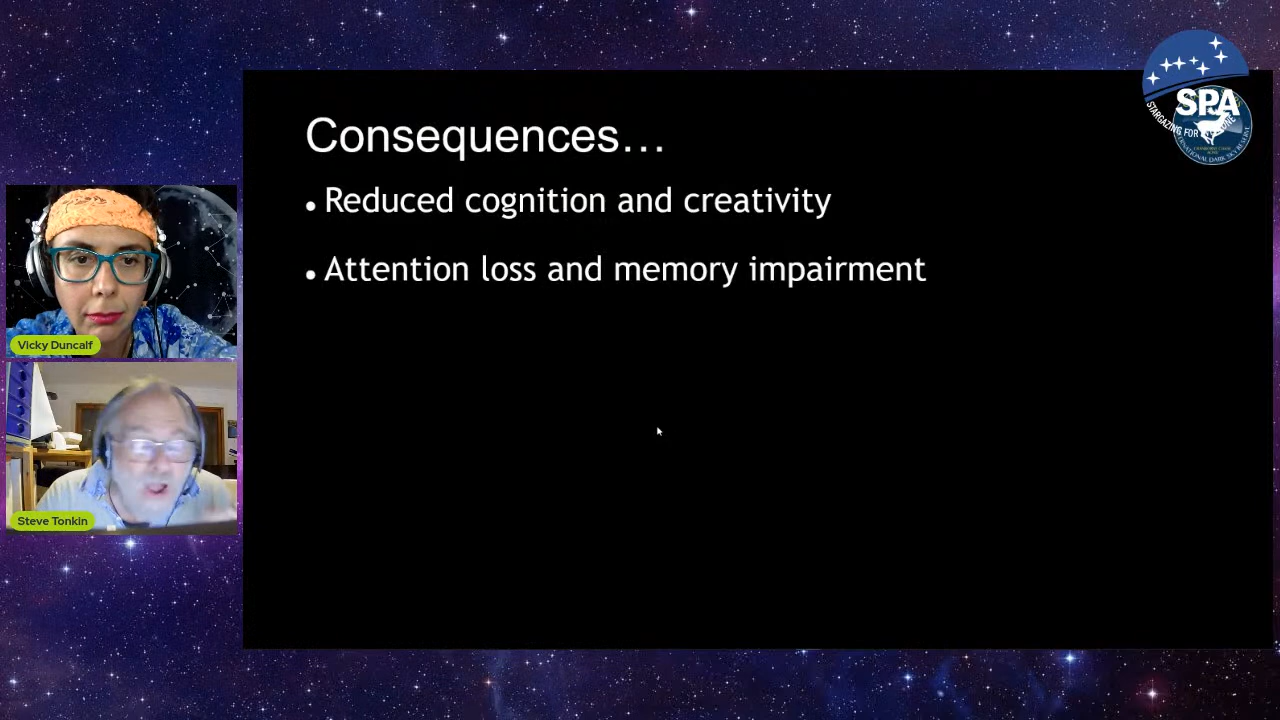 Consequences…
• Reduced cognition and creativity
• Attention loss and memory impairment
SPA
Vicky Duncalf
Steve Tonkin